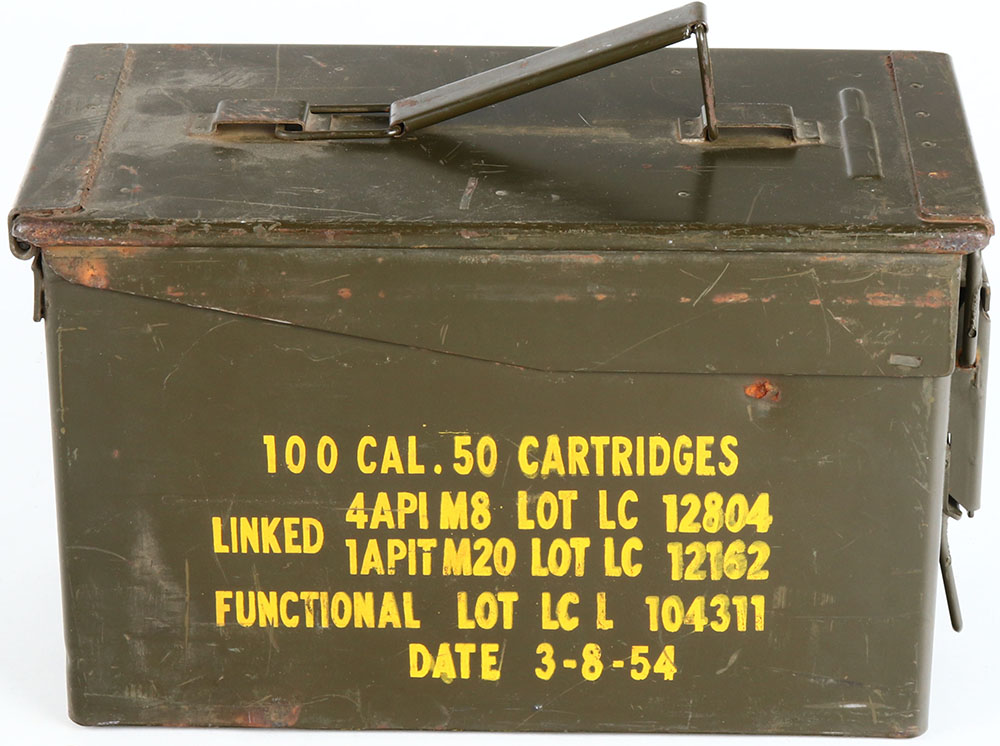 100 CAL. 50 CARTRIDGES
LINKED
4API M8 LOT LC 12804
1APIT M20 LOT LC 12162
FUNCTIONAL LOT LC L 104311
DATE 3-8-54